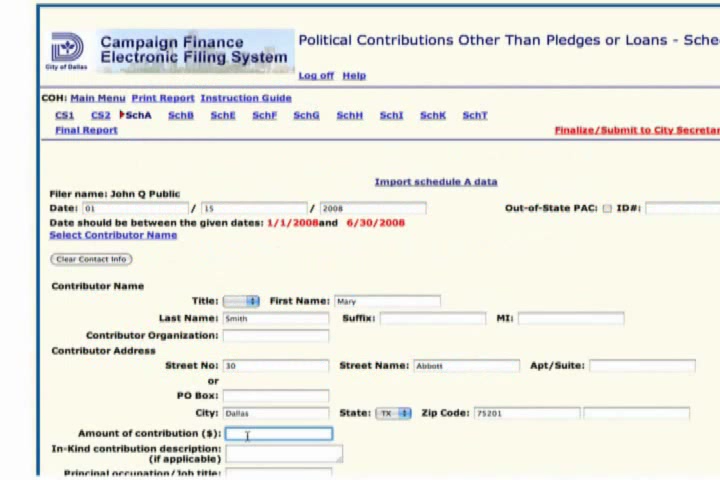 City of Dallas
Campaign Finance
Electronic Filing System
Political Contributions Other Than Pledges or Loans - Sche
Log off Help
COH: Main Menu Print Report Instruction Guide
CS1 CS2 SchA SchB SchE SchF SchG SchH SchI SchK SchT
Final Report Finalize/Submit to City Secretar
Import schedule A data
Filer name: John Q Public
Date: 01 / 15 / 2008 Out-of-State PAC: ID#:
Date should be between the given dates: 1/1/2008and 6/30/2008
Select Contributor Name
Clear Contact Info
Contributor Name
Title: First Name: Mary
Last Name: Smith Suffix: MI:
Contributor Organization:
Contributor Address
Street No: 30 Street Name: Abbott Apt/Suite:
or
PO Box:
City: Dallas State: TX Zip Code: 75201
Amount of contribution ($):
In-Kind contribution description:
(if applicable)
Principal occupation/Job title: